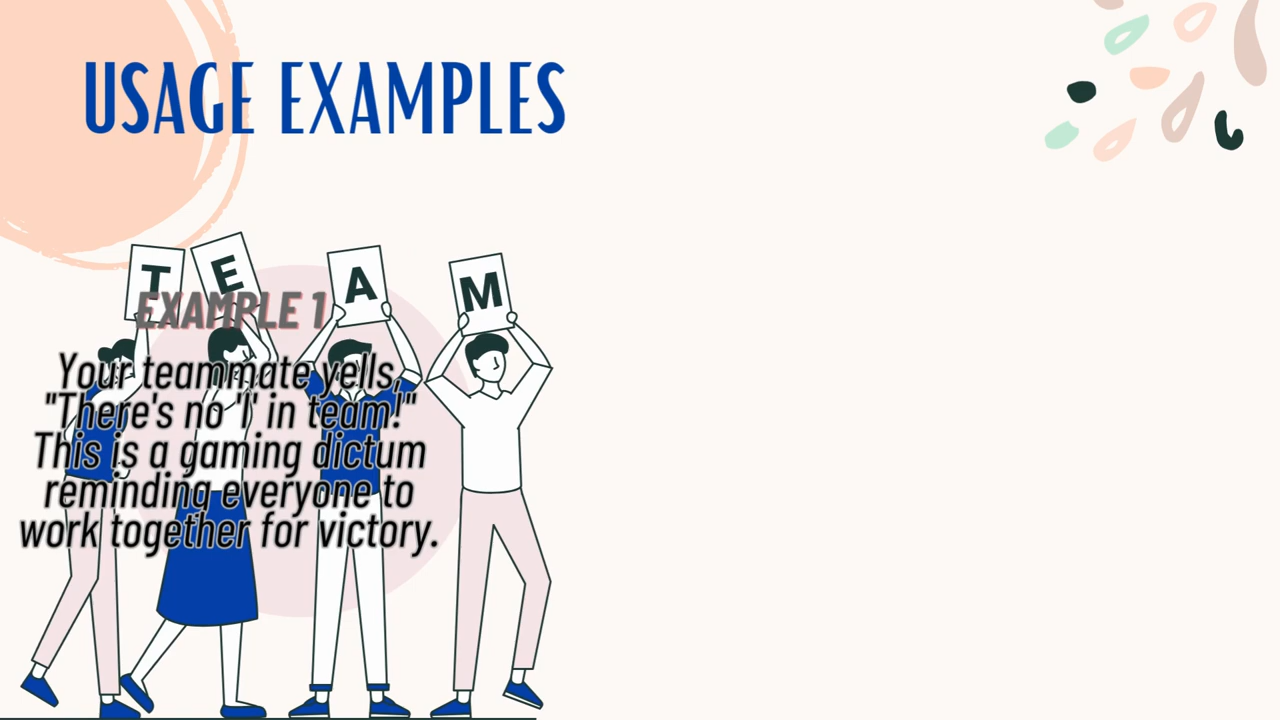 USAGE EXAMPLES
T E A M
EXAMPLE 1
Your teammate yells,
"There's no 'I' in team!"
This is a gaming dictum
reminding everyone to
work together for victory.